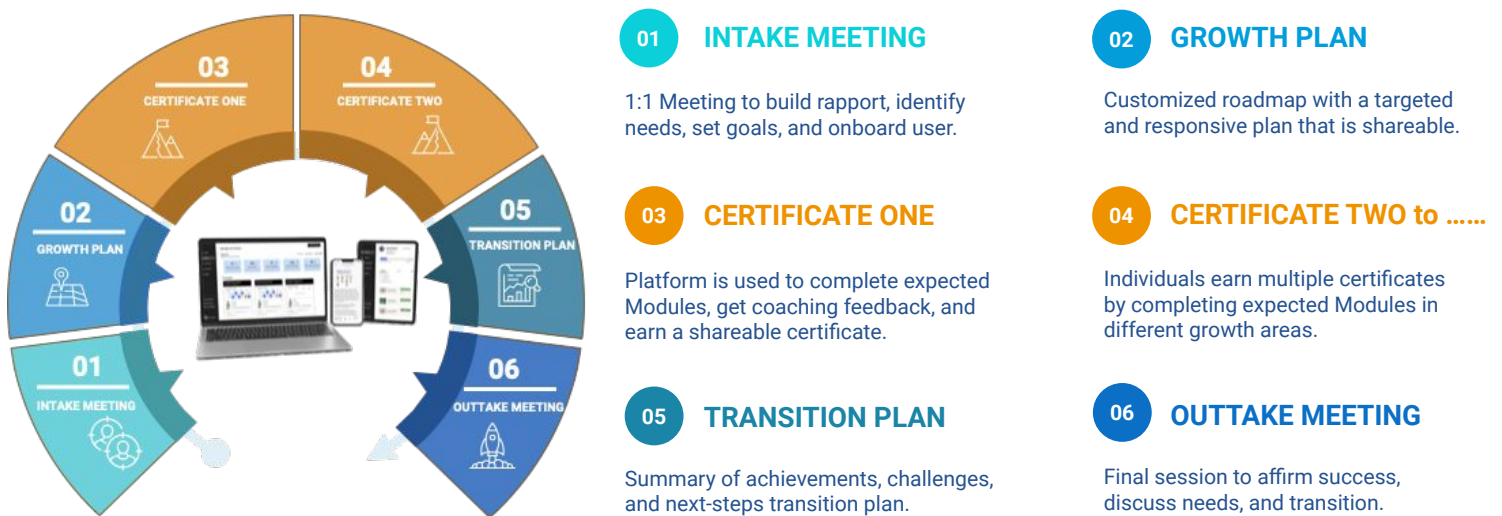 03
CERTIFICATE ONE
04
CERTIFICATE TWO
02
GROWTH PLAN
05
TRANSITION PLAN
01
INTAKE MEETING
06
OUTTAKE MEETING
01 INTAKE MEETING
1:1 Meeting to build rapport, identify
needs, set goals, and onboard user.
02 GROWTH PLAN
Customized roadmap with a targeted
and responsive plan that is shareable.
03 CERTIFICATE ONE
Platform is used to complete expected
Modules, get coaching feedback, and
earn a shareable certificate.
04 CERTIFICATE TWO to ......
Individuals earn multiple certificates
by completing expected Modules in
different growth areas.
05 TRANSITION PLAN
Summary of achievements, challenges,
and next-steps transition plan.
06 OUTTAKE MEETING
Final session to affirm success,
discuss needs, and transition.